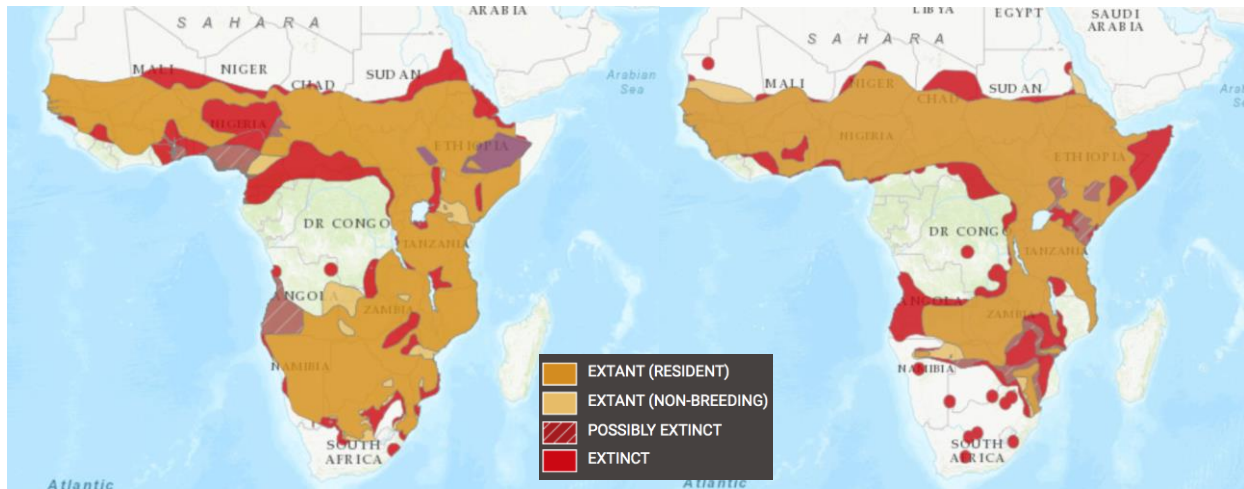 ARABIA
SAHARA
MALI
NIGER
CHAD
SUDAN
Arabian
Sea
NIGERIA
ETHIOPIA
DR CONGO
TANZANIA
ANGOLA
ZAMBIA
NAMIBIA
SOUTH
AFRICA
Atlantic
LIBYA
EGYPT
SAUDI
ARABIA
SAHARA
MALI
NIGER
CHAD
SUDAN
NIGERIA
ETHIOPIA
DR CONGO
TANZANIA
ANGOLA
ZAMBIA
NAMIBIA
SOUTH
AFRICA
Atlantic
EXTANT (RESIDENT)
EXTANT (NON-BREEDING)
POSSIBLY EXTINCT
EXTINCT